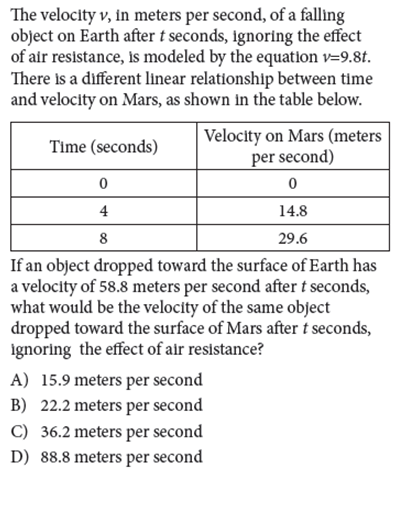 The velocity v, in meters per second, of a falling
object on Earth after t seconds, ignoring the effect
of air resistance, is modeled by the equation v=9.8t.
There is a different linear relationship between time
and velocity on Mars, as shown in the table below.
Time (seconds) Velocity on Mars (meters
per second)
0 0
4 14.8
8 29.6
If an object dropped toward the surface of Earth has
a velocity of 58.8 meters per second after t seconds,
what would be the velocity of the same object
dropped toward the surface of Mars after t seconds,
ignoring the effect of air resistance?
A) 15.9 meters per second
B) 22.2 meters per second
C) 36.2 meters per second
D) 88.8 meters per second